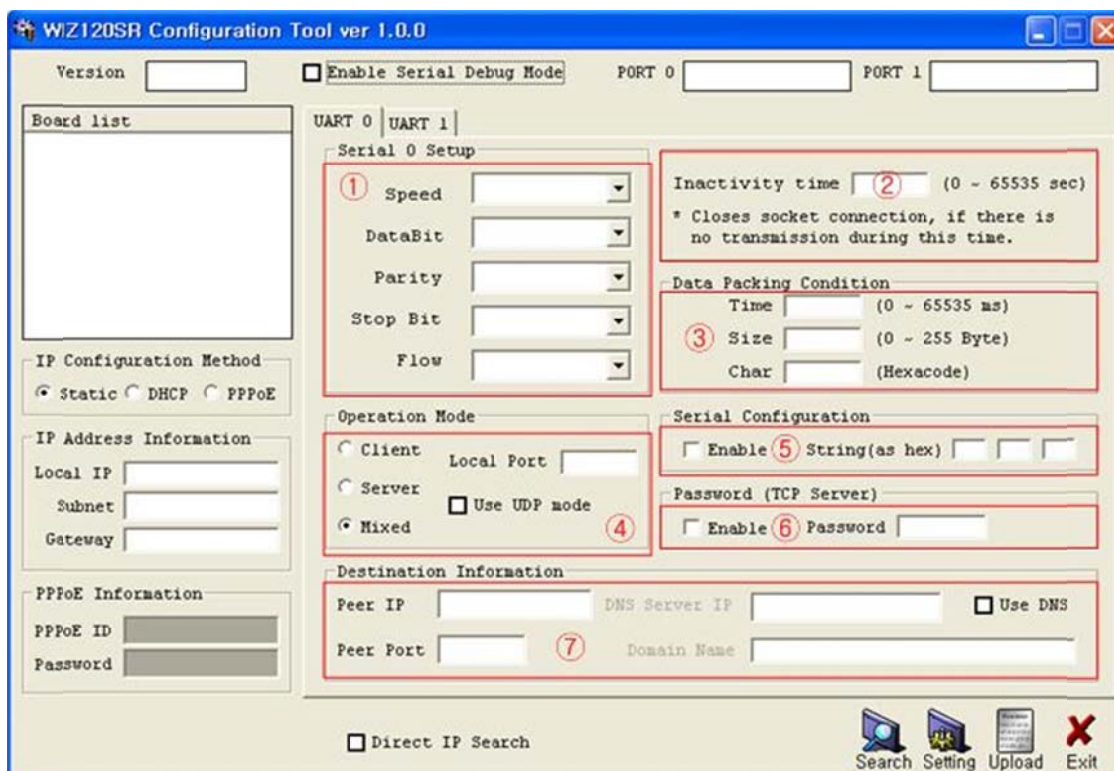 WIZ120SR Configuration Tool ver 1.0.0
Version
Enable Serial Debug Mode
PORT 0
PORT 1
Board list
UART 0
UART 1
Serial 0 Setup
①
Speed
DataBit
Parity
Stop Bit
Flow
Inactivity time
②
(0 ~ 65535 sec)
* Closes socket connection, if there is
no transmission during this time.
Data Packing Condition
Time
(0 ~ 65535 ms)
③
Size
(0 ~ 255 Byte)
Char
(Hexacode)
IP Configuration Method
Static
DHCP
PPPoE
IP Address Information
Local IP
Subnet
Gateway
PPPoE Information
PPPoE ID
Password
Operation Mode
Client
Server
Mixed
Local Port
Use UDP mode
④
Serial Configuration
Enable
⑤
String(as hex)
Password (TCP Server)
Enable
⑥
Password
Destination Information
Peer IP
DNS Server IP
Use DNS
Peer Port
⑦
Domain Name
Direct IP Search
Search
Setting
Upload
Exit